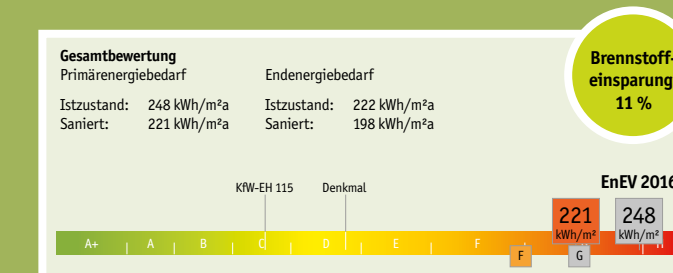 Gesamtbewertung
Primärenergiebedarf Endenergiebedarf
Istzustand: 248 kWh/m²a Istzustand: 222 kWh/m²a
Saniert: 221 kWh/m²a Saniert: 198 kWh/m²a
Brennstoff-
einsparung
11 %
KfW-EH 115 Denkmal
EnEV 2016
221 248
kWh/m² kWh/m²
A+ A B C D E F H
F G